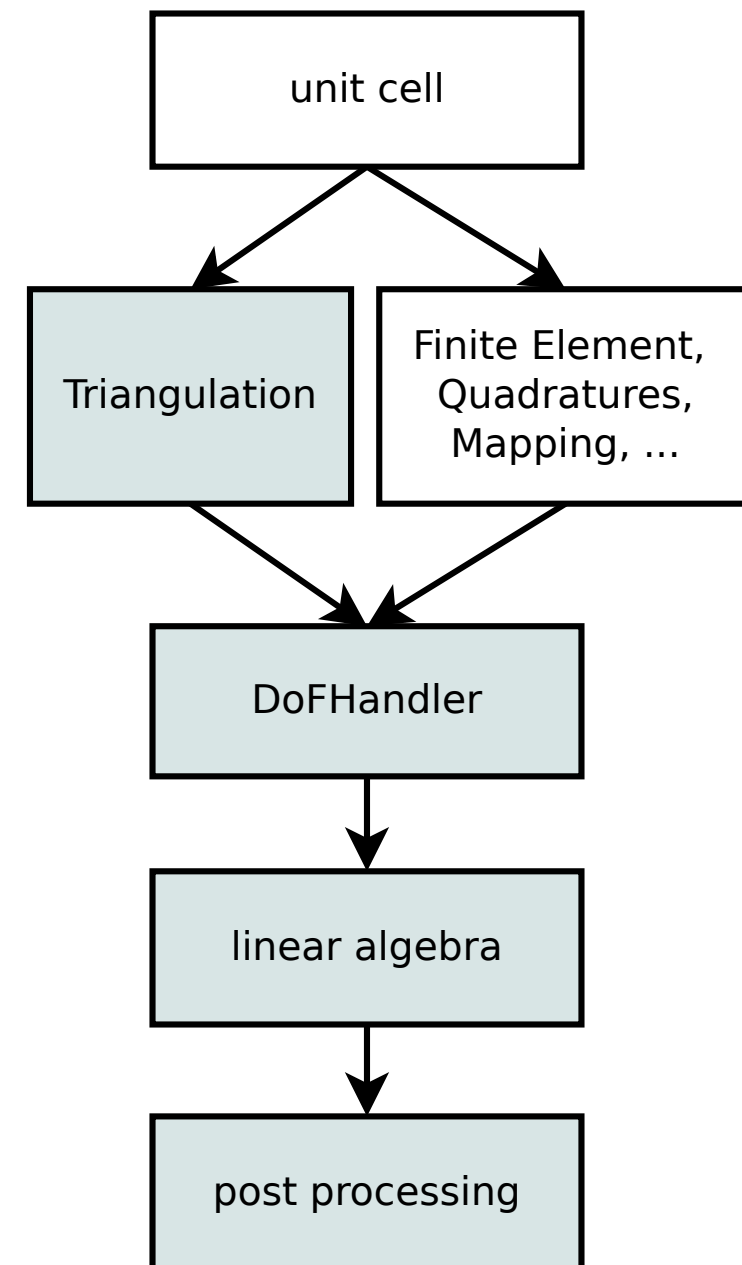 unit cell
Triangulation
Finite Element,
Quadratures,
Mapping, ...
DoFHandler
linear algebra
post processing